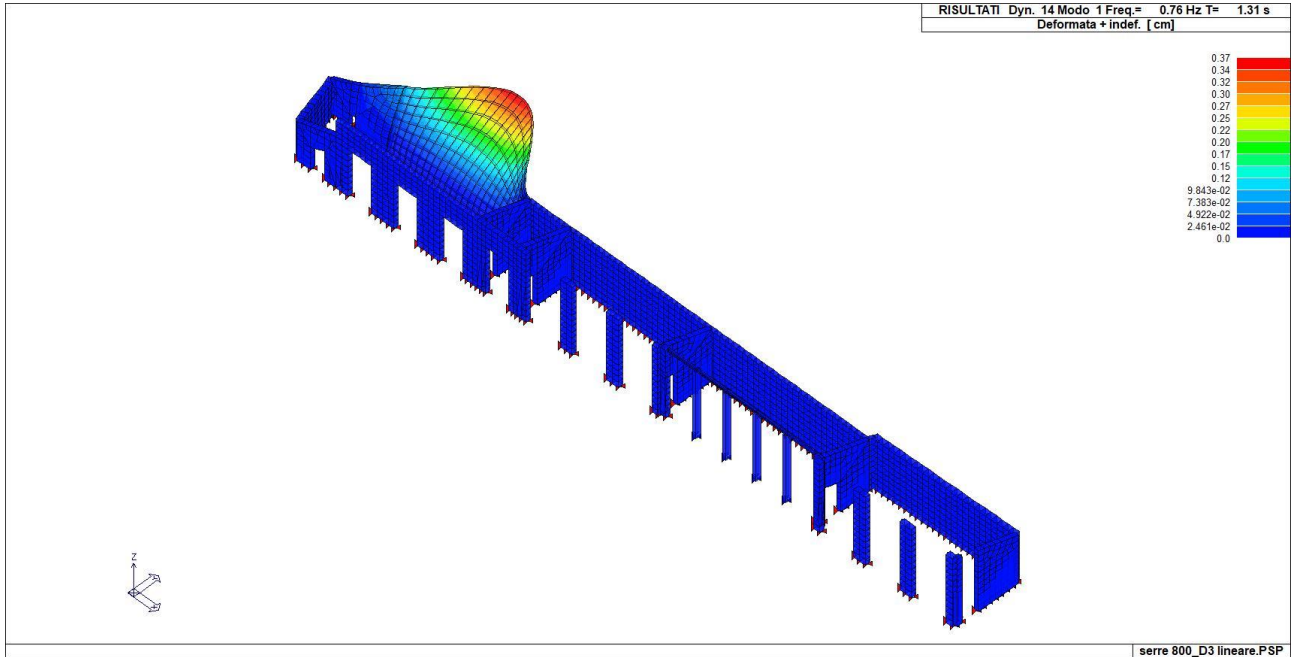 RISULTATI Dyn. 14 Modo 1 Freq.= 0.76 Hz T= 1.31 s
Deformata + indef. [cm]
0.37
0.34
0.32
0.30
0.27
0.25
0.22
0.20
0.17
0.15
0.12
9.843e-02
7.383e-02
4.922e-02
2.461e-02
0.0
Z
serre 800_D3 lineare.PSP